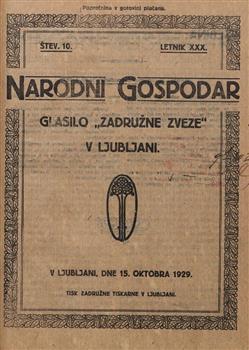 Poštnina v gotovini plačana.
ŠTEV. 10. LETNIK XXX.
NARODNI GOSPODAR
GLASILO „ZADRUŽNE ZVEZE"
V LJUBLJANI.
V LJUBLJANI, DNE 15. OKTOBRA 1929.
TISK ZADRUŽNE TISKARNE V LJUBLJANI.